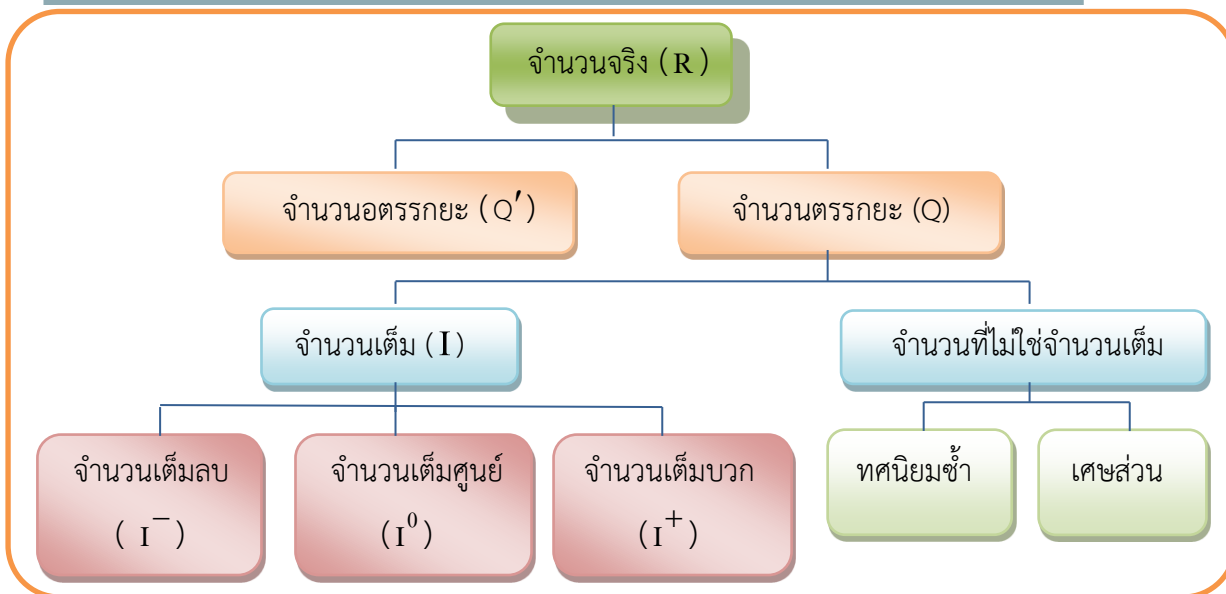 จำนวนจริง (R)
จำนวนอตรรกยะ (Q′)
จำนวนตรรกยะ (Q)
จำนวนเต็ม (I)
จำนวนที่ไม่ใช่จำนวนเต็ม
จำนวนเต็มลบ
(I⁻)
จำนวนเต็มศูนย์
(I⁰)
จำนวนเต็มบวก
(I⁺)
ทศนิยมซ้ำ
เศษส่วน